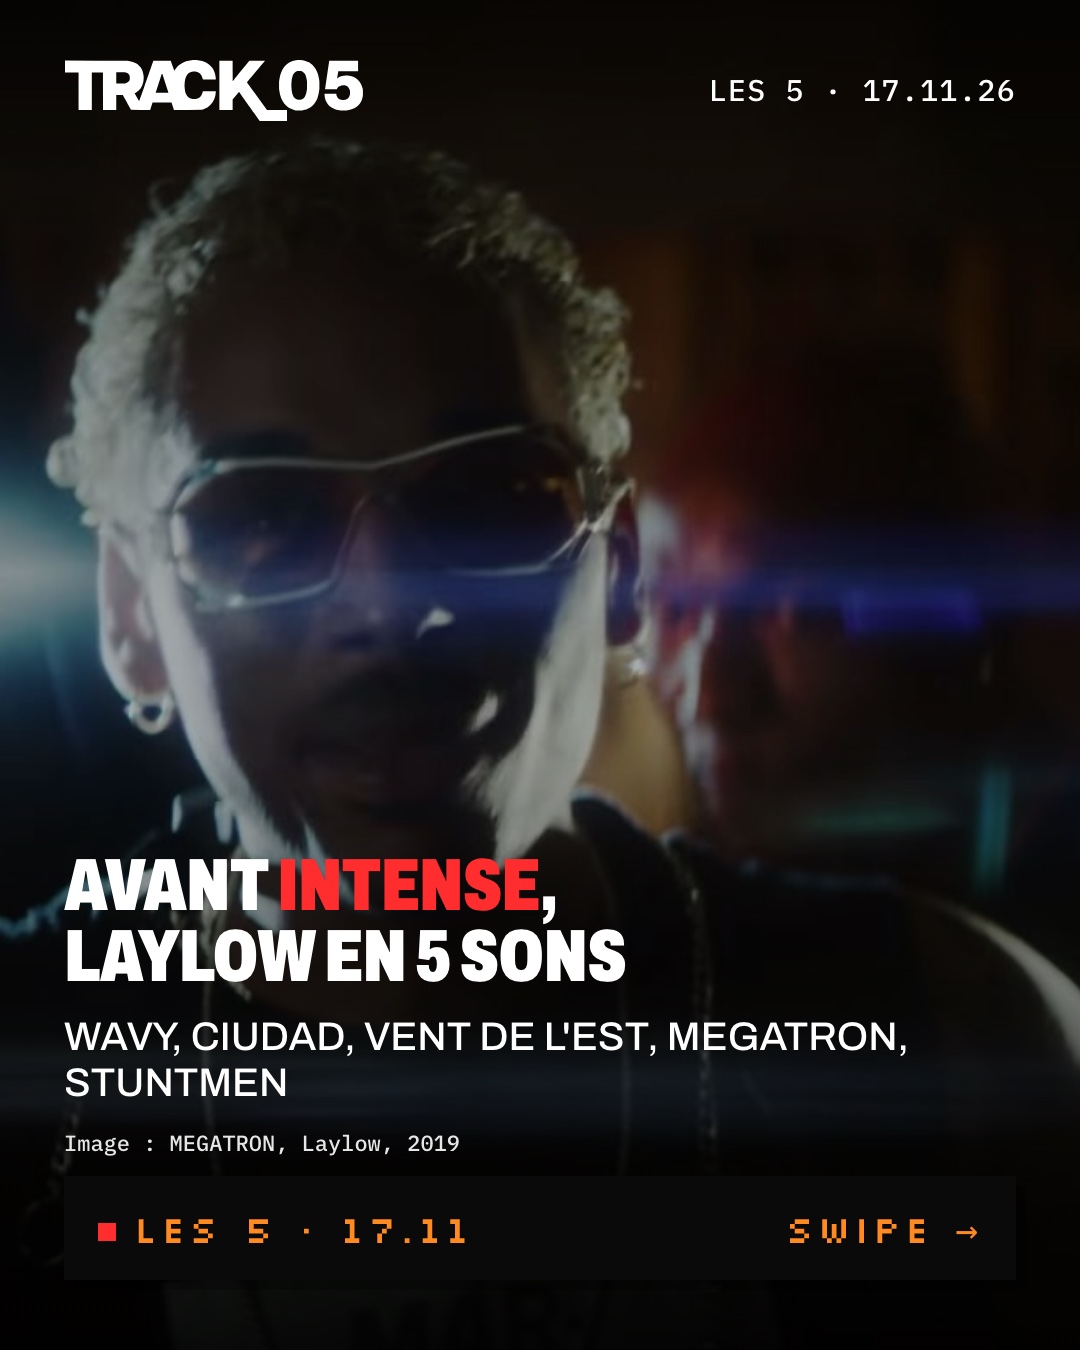 TRACK_05
LES 5 · 17.11.26
AVANT INTENSE,
LAYLOW EN 5 SONS
WAVY, CIUDAD, VENT DE L'EST, MEGATRON,
STUNTMEN
Image : MEGATRON, Laylow, 2019
LES 5 · 17.11
SWIPE →